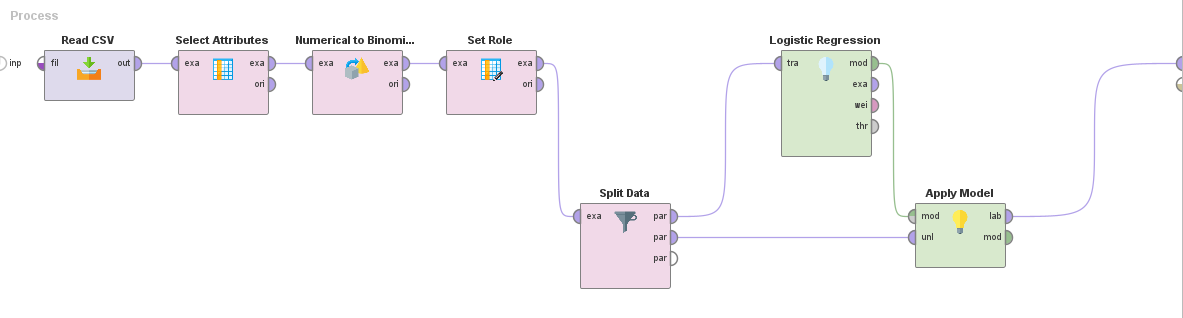 Process
Read CSV
Select Attributes
Numerical to Binomi...
Set Role
Logistic Regression
inp
fil
out
exa
exa
ori
exa
exa
ori
exa
exa
ori
tra
mod
exa
wei
thr
Split Data
Apply Model
exa
par
par
par
mod
lab
unl
mod